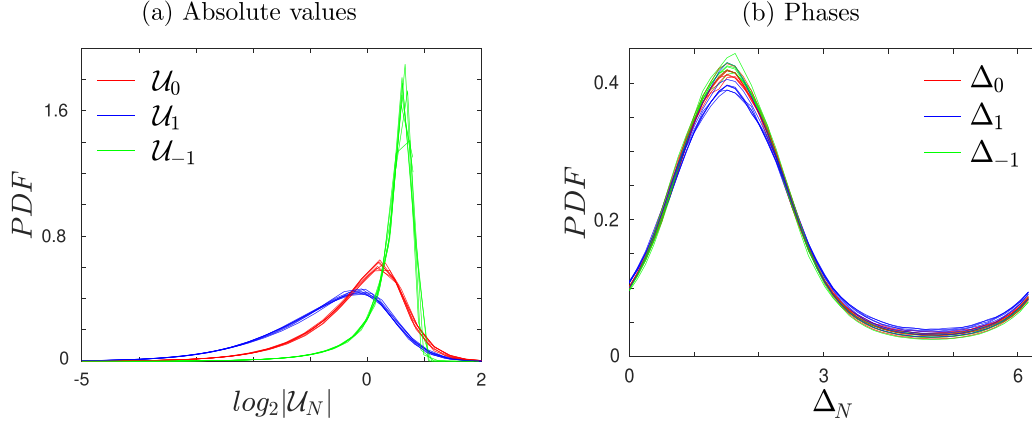 (a) Absolute values
(b) Phases
𝒰₀
𝒰₁
𝒰₋₁
1.6
0.8
0
PDF
-5
0
2
log₂|𝒰_N|
Δ₀
Δ₁
Δ₋₁
0.4
0.2
0
PDF
0
3
6
Δ_N